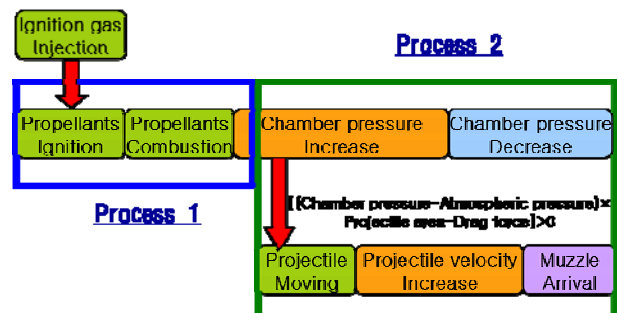 Ignition gas
Injection
Process 2
Propellants
Ignition
Propellants
Combustion
Chamber pressure
Increase
Chamber pressure
Decrease
[{Chamber pressure-Atmospheric pressure)×
Projectile area-Drag force]>0
Process 1
Projectile
Moving
Projectile velocity
Increase
Muzzle
Arrival